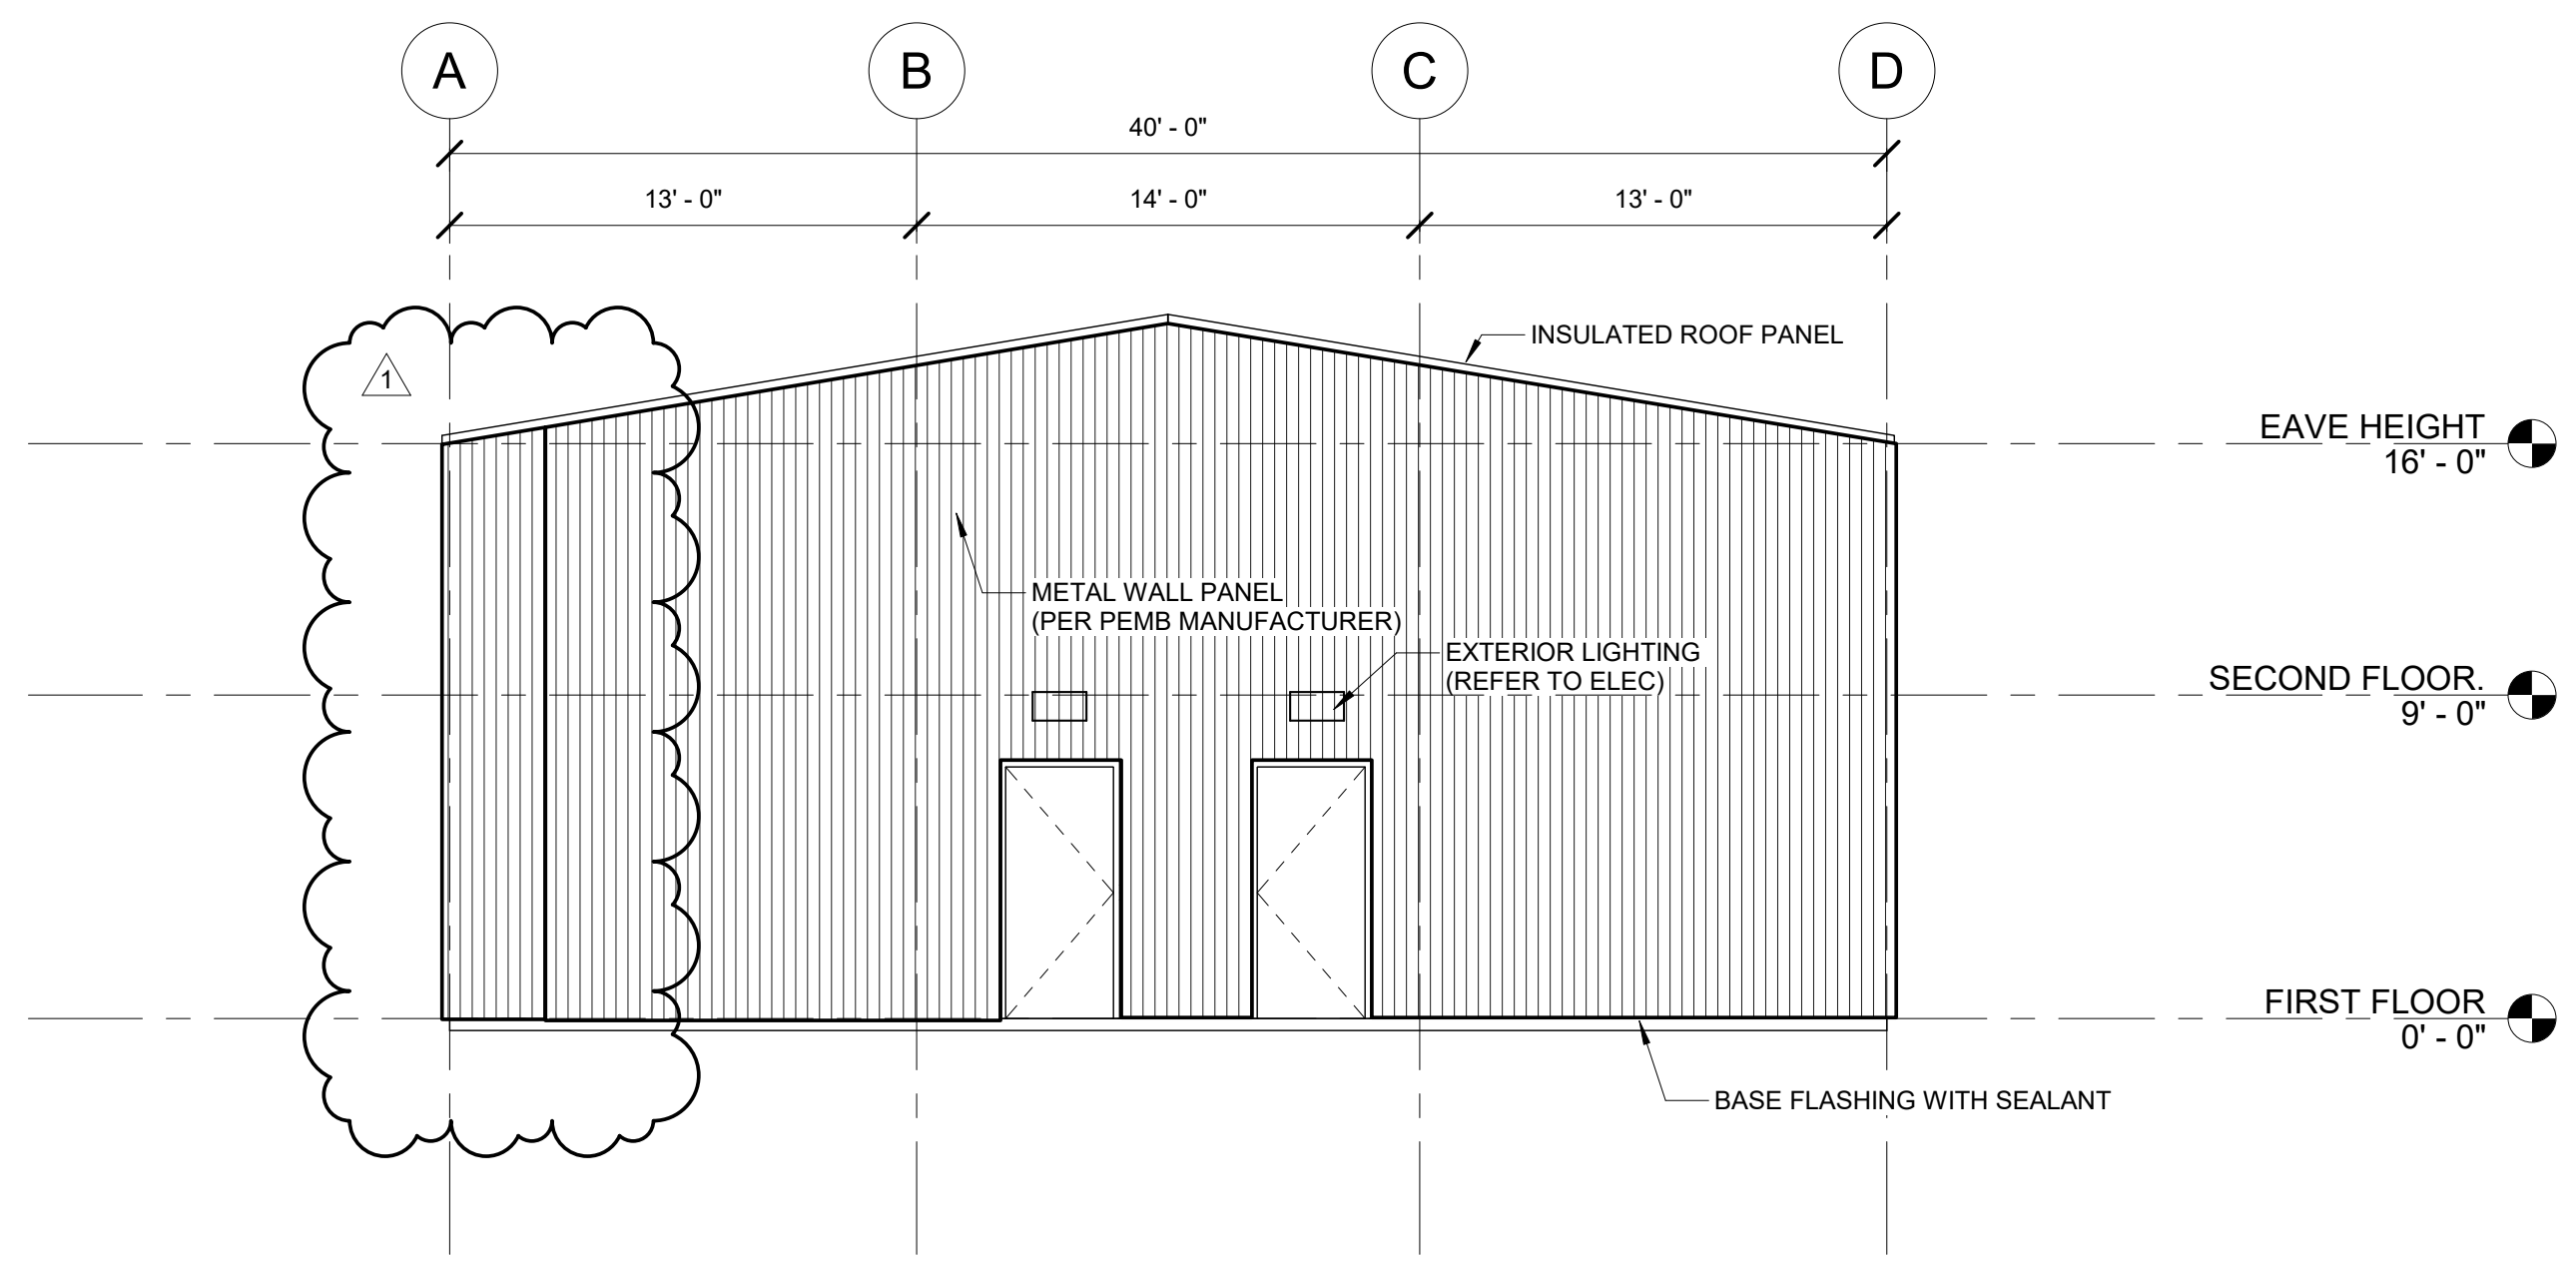 A
B
C
D
40' - 0"
13' - 0"
14' - 0"
13' - 0"
1
INSULATED ROOF PANEL
EAVE HEIGHT
16' - 0"
METAL WALL PANEL
(PER PEMB MANUFACTURER)
EXTERIOR LIGHTING
(REFER TO ELEC)
SECOND FLOOR.
9' - 0"
FIRST FLOOR
0' - 0"
BASE FLASHING WITH SEALANT